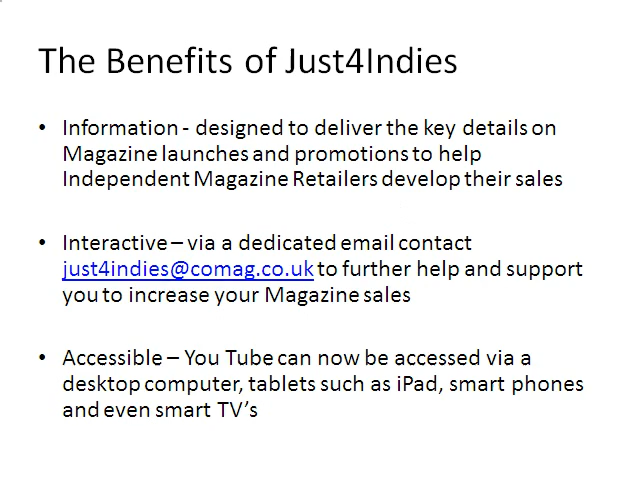 The Benefits of Just4Indies
• Information - designed to deliver the key details on
Magazine launches and promotions to help
Independent Magazine Retailers develop their sales
• Interactive – via a dedicated email contact
just4indies@comag.co.uk to further help and support
you to increase your Magazine sales
• Accessible – You Tube can now be accessed via a
desktop computer, tablets such as iPad, smart phones
and even smart TV’s